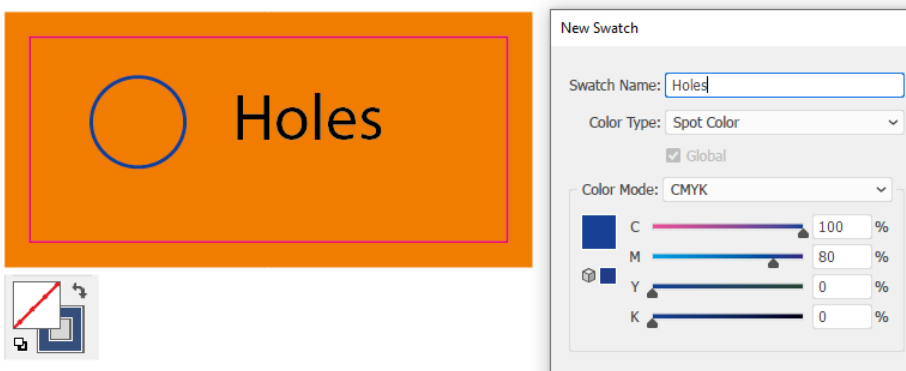 Holes
New Swatch
Swatch Name: Holes
Color Type: Spot Color
Global
Color Mode: CMYK
C 100 %
M 80 %
Y 0 %
K 0 %